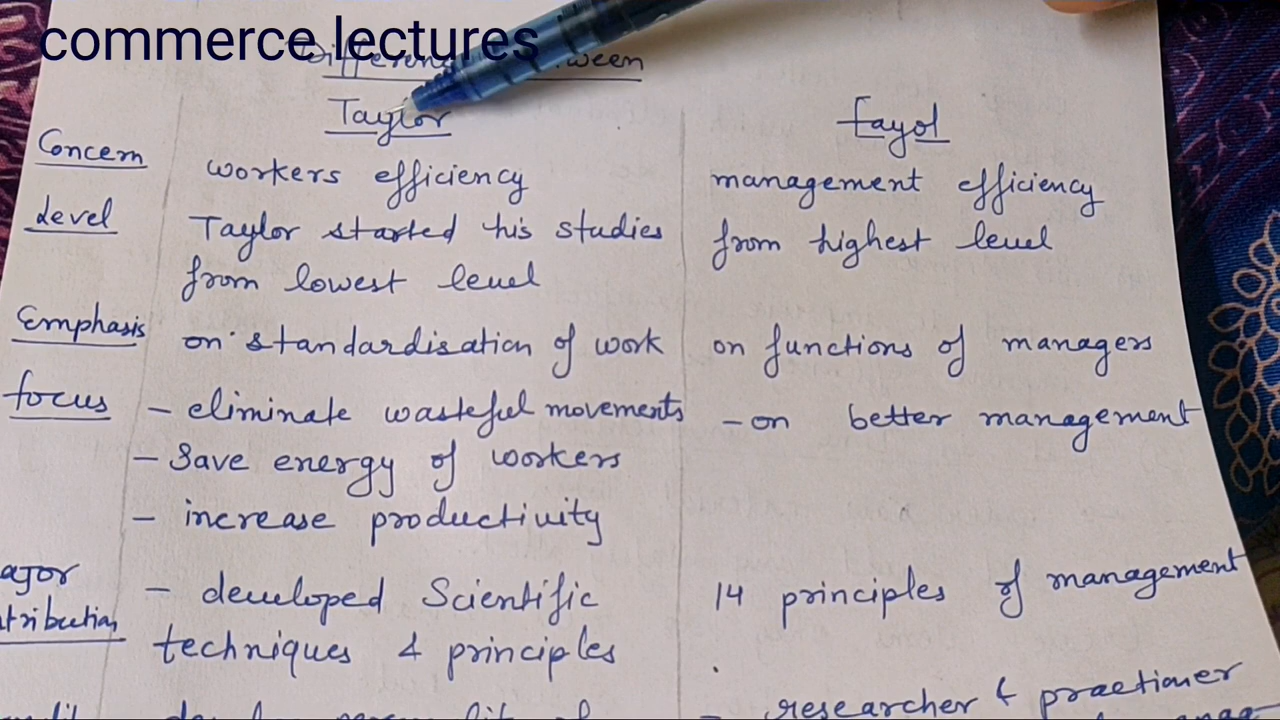 commerce lectures
Taylor
Fayol
Concern workers efficiency management efficiency
Level Taylor started his studies from highest level
from lowest level
Emphasis on standardisation of work on functions of managers
focus - eliminate wasteful movements - on better management
- Save energy of workers
- increase productivity
- developed Scientific 14 principles of management
techniques & principles
- researcher & practioner